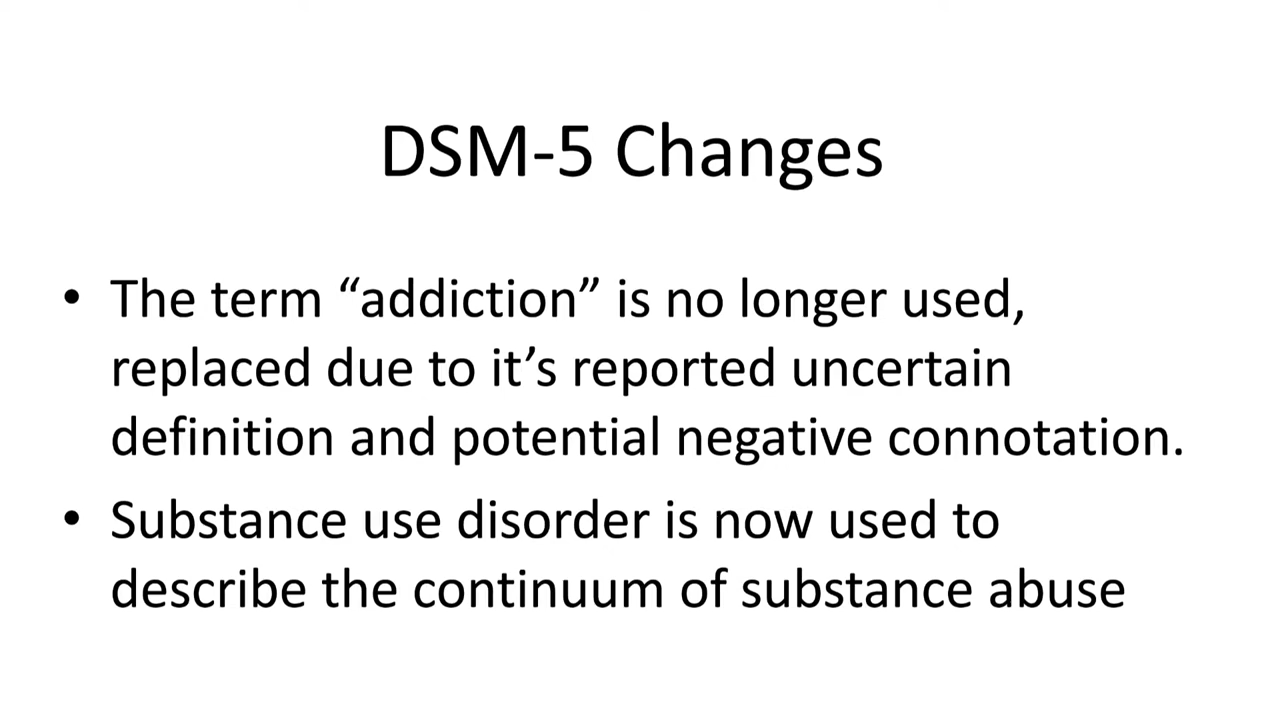 DSM-5 Changes
• The term “addiction” is no longer used,
replaced due to it’s reported uncertain
definition and potential negative connotation.
• Substance use disorder is now used to
describe the continuum of substance abuse